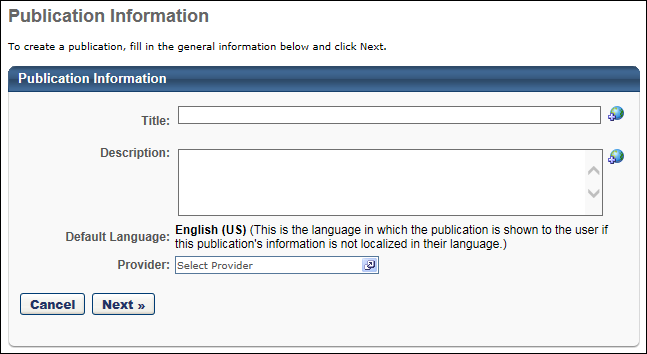 Publication Information
To create a publication, fill in the general information below and click Next.
Publication Information
Title:
Description:
Default Language: English (US) (This is the language in which the publication is shown to the user if
this publication's information is not localized in their language.)
Provider: Select Provider
Cancel Next »